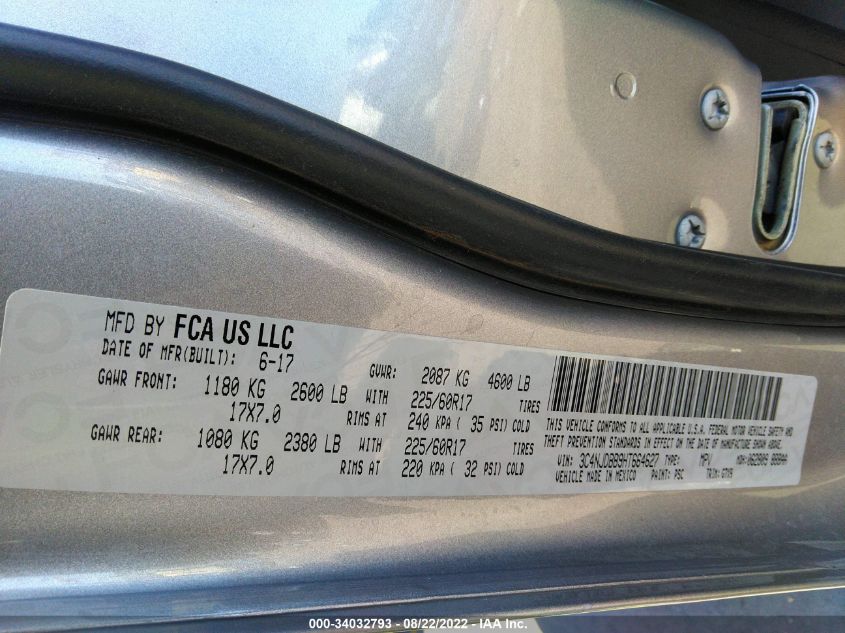 MFD BY FCA US LLC
DATE OF MFR(BUILT): 6-17 GVWR: 2087 KG 4600 LB
GAWR FRONT: 1180 KG 2600 LB WITH 225/60R17 TIRES
17X7.0 RIMS AT 240 KPA ( 35 PSI) COLD
GAWR REAR: 1080 KG 2380 LB WITH 225/60R17 TIRES
17X7.0 RIMS AT 220 KPA ( 32 PSI) COLD
THIS VEHICLE CONFORMS TO ALL APPLICABLE U.S.A. FEDERAL MOTOR VEHICLE SAFETY AND
THEFT PREVENTION STANDARDS IN EFFECT ON THE DATE OF MANUFACTURE SHOWN ABOVE.
VIN: 3C4NJDBB9HT664627 TYPE: MPV MDH:
VEHICLE MADE IN MEXICO PAINT: PSC TRIM:
000-34032793 - 08/22/2022 - IAA Inc.